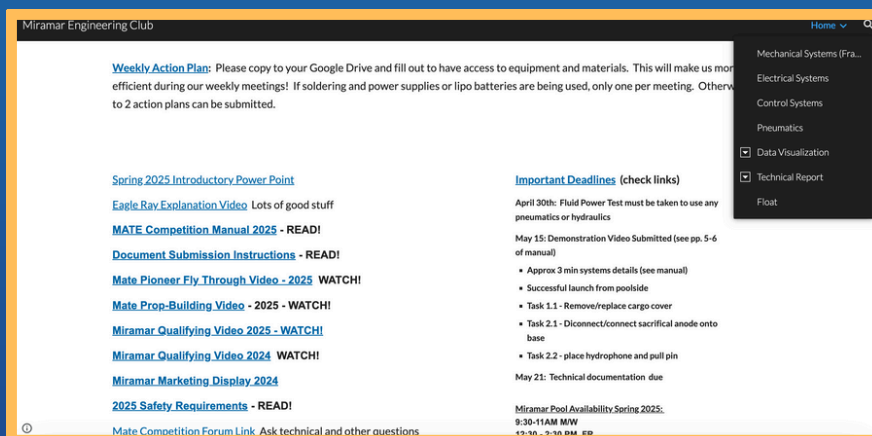 Miramar Engineering Club
Home
Mechanical Systems (Fra...
Electrical Systems
Control Systems
Pneumatics
Data Visualization
Technical Report
Float
Weekly Action Plan: Please copy to your Google Drive and fill out to have access to equipment and materials. This will make us mor
efficient during our weekly meetings! If soldering and power supplies or lipo batteries are being used, only one per meeting. Otherw
to 2 action plans can be submitted.
Spring 2025 Introductory Power Point
Eagle Ray Explanation Video Lots of good stuff
MATE Competition Manual 2025 - READ!
Document Submission Instructions - READ!
Mate Pioneer Fly Through Video - 2025 WATCH!
Mate Prop-Building Video - 2025 - WATCH!
Miramar Qualifying Video 2025 - WATCH!
Miramar Qualifying Video 2024 WATCH!
Miramar Marketing Display 2024
2025 Safety Requirements - READ!
Mate Competition Forum Link Ask technical and other questions
Important Deadlines (check links)
April 30th: Fluid Power Test must be taken to use any
pneumatics or hydraulics
May 15: Demonstration Video Submitted (see pp. 5-6
of manual)
• Approx 3 min systems details (see manual)
• Successful launch from poolside
• Task 1.1 - Remove/replace cargo cover
• Task 2.1 - Diconnect/connect sacrifical anode onto
base
• Task 2.2 - place hydrophone and pull pin
May 21: Technical documentation due
Miramar Pool Availability Spring 2025:
9:30-11AM M/W
12:30 - 2:30 PM FR